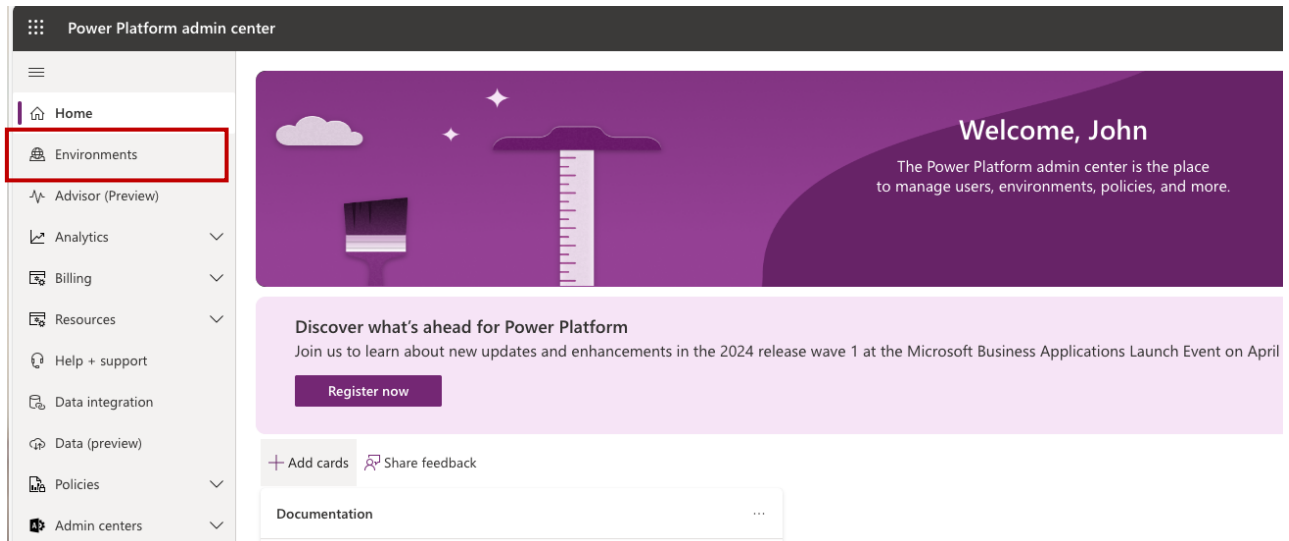 Power Platform admin center
Home
Environments
Advisor (Preview)
Analytics
Billing
Resources
Help + support
Data integration
Data (preview)
Policies
Admin centers
Welcome, John
The Power Platform admin center is the place
to manage users, environments, policies, and more.
Discover what's ahead for Power Platform
Join us to learn about new updates and enhancements in the 2024 release wave 1 at the Microsoft Business Applications Launch Event on April
Register now
Add cards Share feedback
Documentation